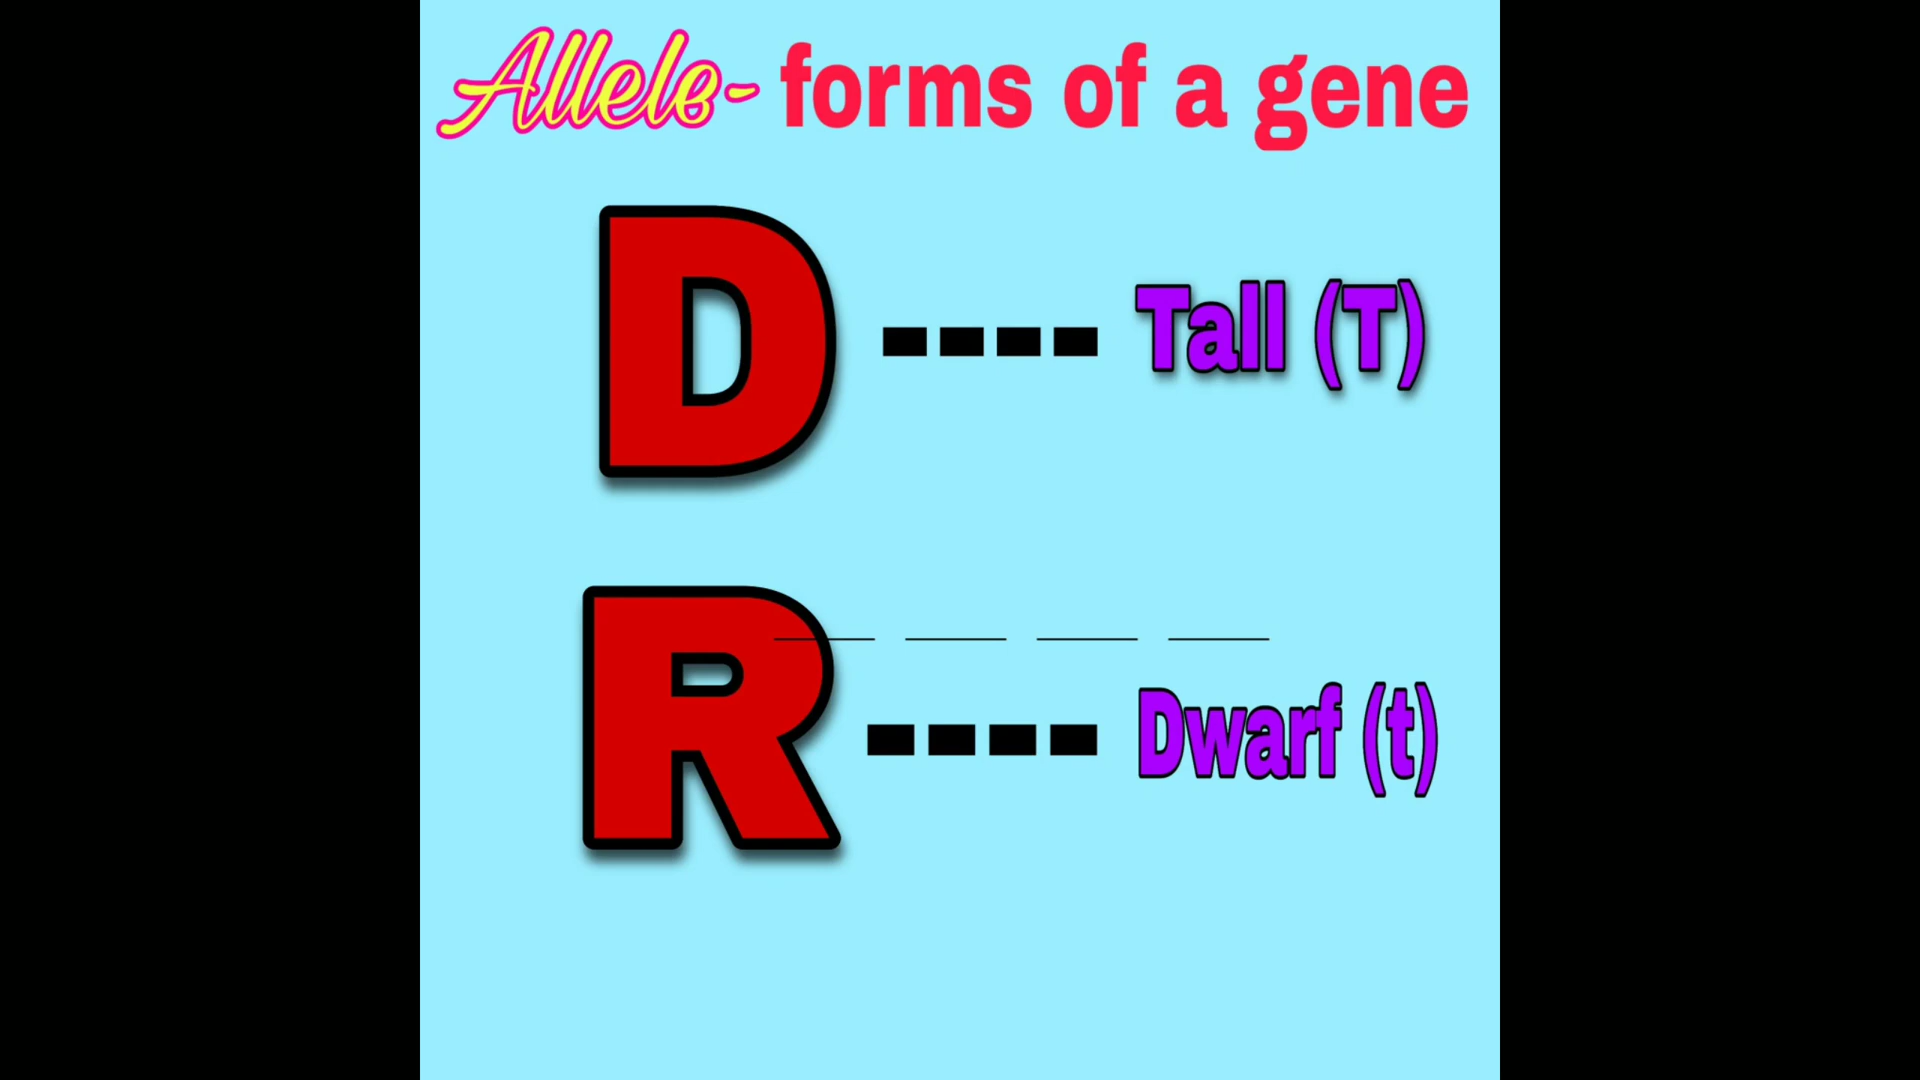 Allele- forms of a gene
D ---- Tall (T)
R ---- Dwarf (t)